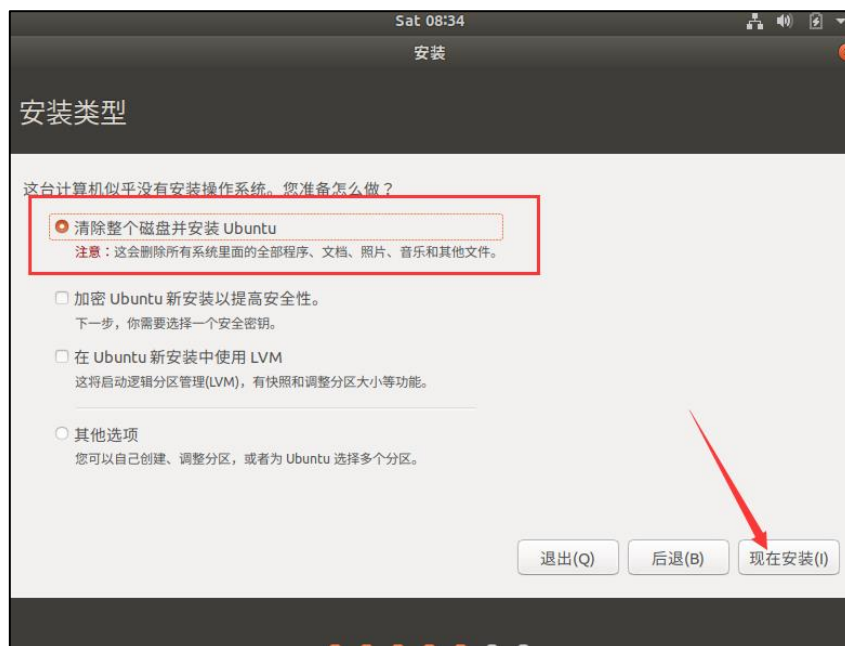 Sat 08:34
安装
安装类型
这台计算机似乎没有安装操作系统。您准备怎么做？
清除整个磁盘并安装 Ubuntu
注意：这会删除所有系统里面的全部程序、文档、照片、音乐和其他文件。
加密 Ubuntu 新安装以提高安全性。
下一步，你需要选择一个安全密钥。
在 Ubuntu 新安装中使用 LVM
这将启动逻辑分区管理(LVM)，有快照和调整分区大小等功能。
其他选项
您可以自己创建、调整分区，或者为 Ubuntu 选择多个分区。
退出(Q) 后退(B) 现在安装(I)